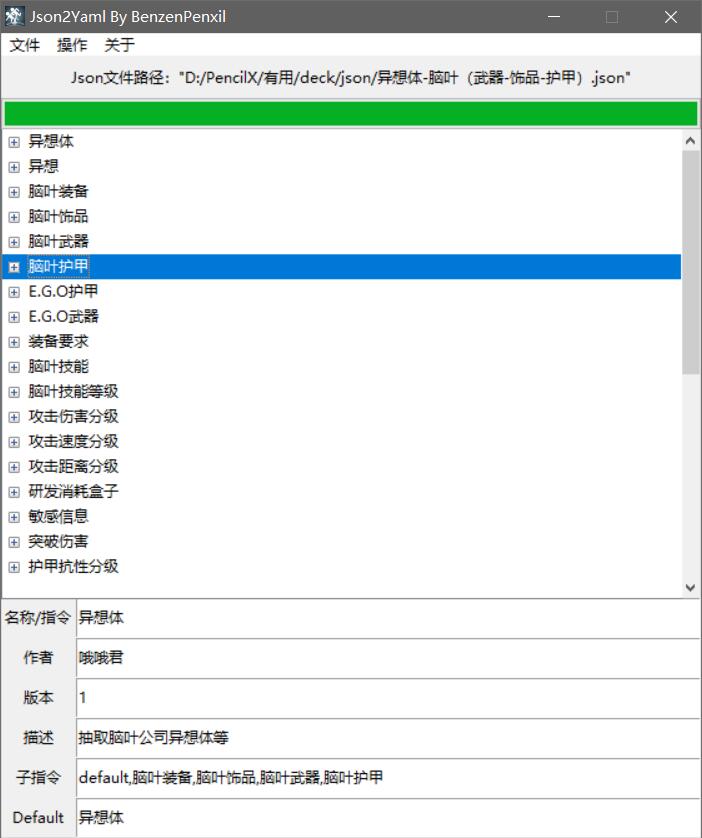 Json2Yaml By BenzenPenxil
文件 操作 关于
Json文件路径："D:/PencilX/有用/deck/json/异想体-脑叶（武器-饰品-护甲）.json"
异想体
异想
脑叶装备
脑叶饰品
脑叶武器
脑叶护甲
E.G.O护甲
E.G.O武器
装备要求
脑叶技能
脑叶技能等级
攻击伤害分级
攻击速度分级
攻击距离分级
研发消耗盒子
敏感信息
突破伤害
护甲抗性分级
名称/指令 异想体
作者 哦哦君
版本 1
描述 抽取脑叶公司异想体等
子指令 default,脑叶装备,脑叶饰品,脑叶武器,脑叶护甲
Default 异想体